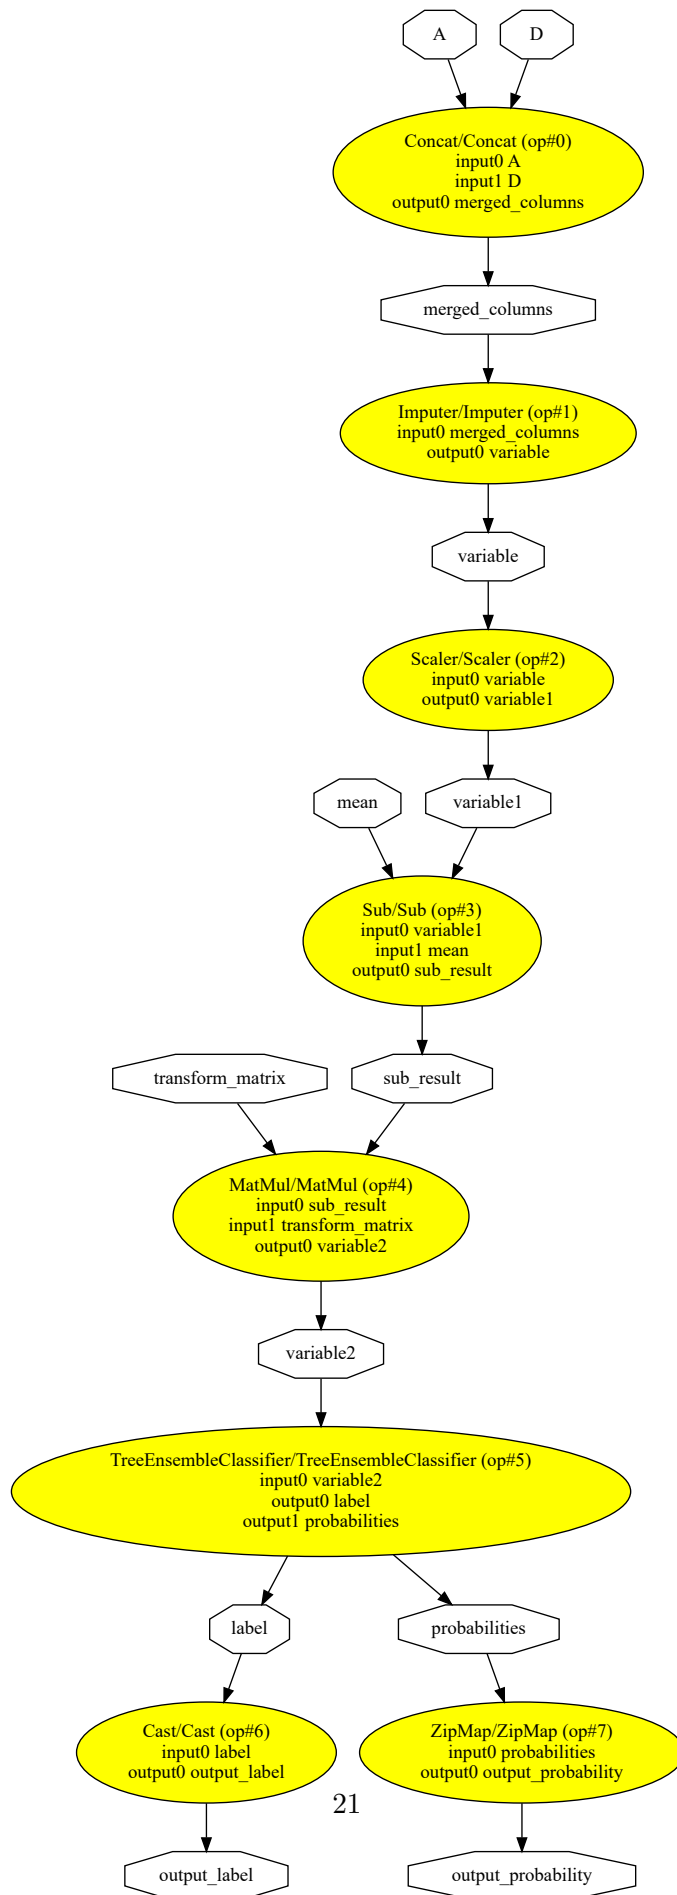 A
D
Concat/Concat (op#0)
input0 A
input1 D
output0 merged_columns
merged_columns
Imputer/Imputer (op#1)
input0 merged_columns
output0 variable
variable
Scaler/Scaler (op#2)
input0 variable
output0 variable1
mean
variable1
Sub/Sub (op#3)
input0 variable1
input1 mean
output0 sub_result
transform_matrix
sub_result
MatMul/MatMul (op#4)
input0 sub_result
input1 transform_matrix
output0 variable2
variable2
TreeEnsembleClassifier/TreeEnsembleClassifier (op#5)
input0 variable2
output0 label
output1 probabilities
label
probabilities
Cast/Cast (op#6)
input0 label
output0 output_label
ZipMap/ZipMap (op#7)
input0 probabilities
output0 output_probability
21
output_label
output_probability